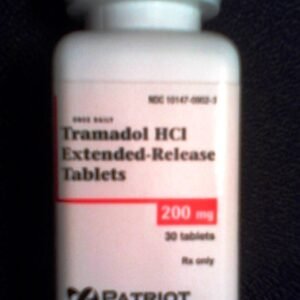 NDC 10147-0902-3
ONCE DAILY
Tramadol HCl
Extended-Release
Tablets
200 mg
30 tablets
Rx only
PATRIOT